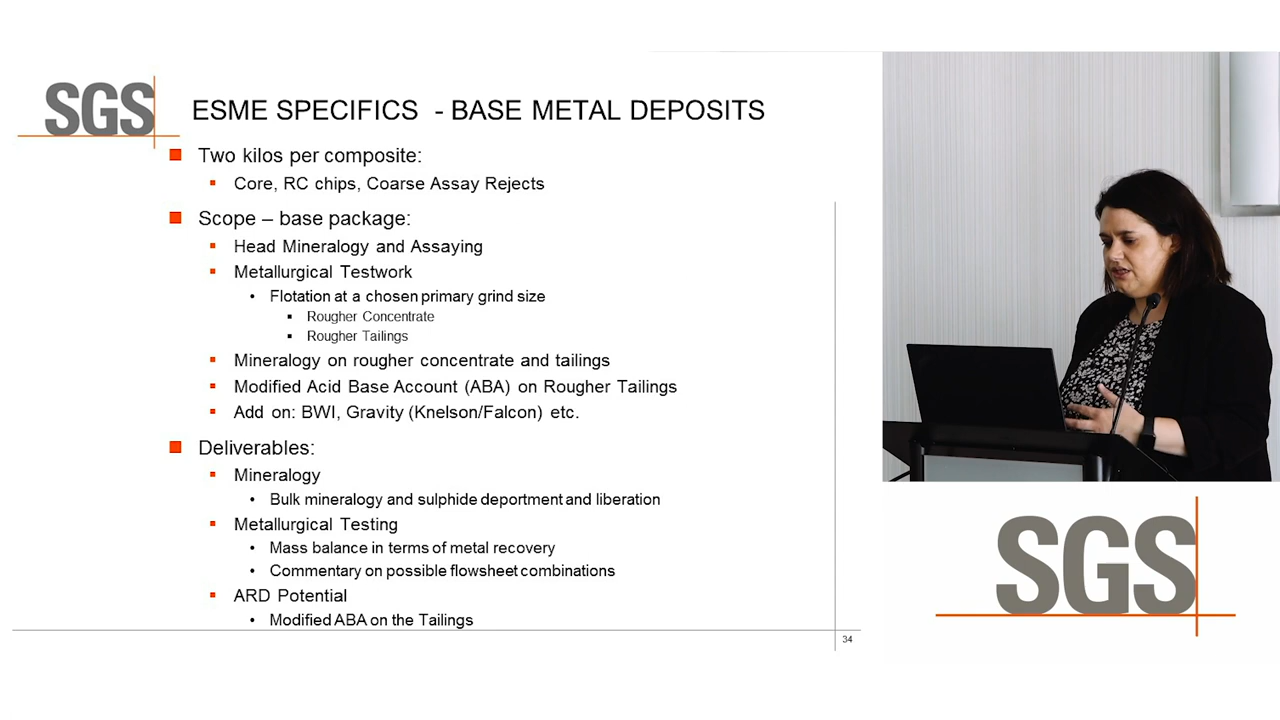 SGS
ESME SPECIFICS - BASE METAL DEPOSITS
Two kilos per composite:
Core, RC chips, Coarse Assay Rejects
Scope – base package:
Head Mineralogy and Assaying
Metallurgical Testwork
Flotation at a chosen primary grind size
Rougher Concentrate
Rougher Tailings
Mineralogy on rougher concentrate and tailings
Modified Acid Base Account (ABA) on Rougher Tailings
Add on: BWI, Gravity (Knelson/Falcon) etc.
Deliverables:
Mineralogy
Bulk mineralogy and sulphide deportment and liberation
Metallurgical Testing
Mass balance in terms of metal recovery
Commentary on possible flowsheet combinations
ARD Potential
Modified ABA on the Tailings
34
SGS